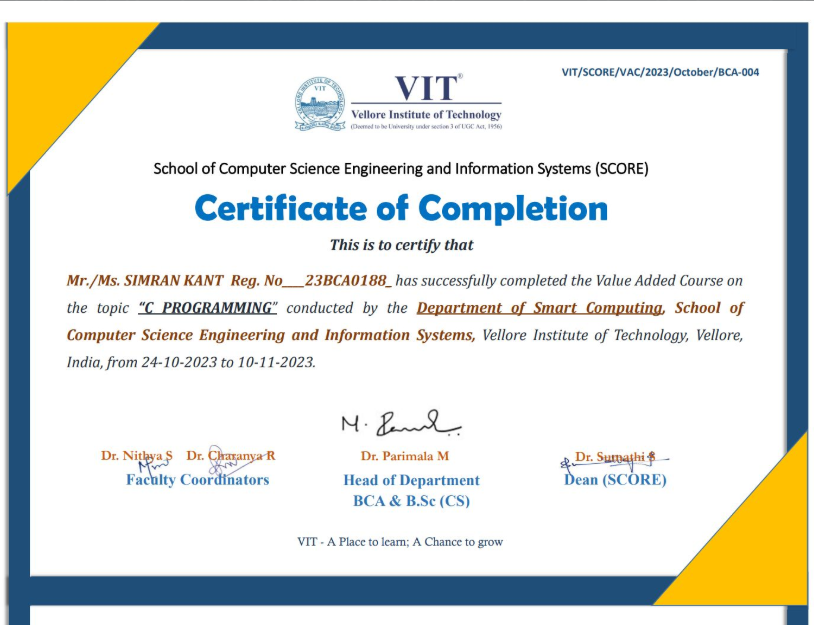 VIT/SCORE/VAC/2023/October/BCA-004
VELLORE INSTITUTE OF TECHNOLOGY
VIT
VIT®
Vellore Institute of Technology
(Deemed to be University under section 3 of UGC Act, 1956)
School of Computer Science Engineering and Information Systems (SCORE)
Certificate of Completion
This is to certify that
Mr./Ms. SIMRAN KANT Reg. No___23BCA0188_ has successfully completed the Value Added Course on
the topic “C PROGRAMMING” conducted by the Department of Smart Computing, School of
Computer Science Engineering and Information Systems, Vellore Institute of Technology, Vellore,
India, from 24-10-2023 to 10-11-2023.
Dr. Nithya S Dr. Charanya R
Faculty Coordinators
Dr. Parimala M
Head of Department
BCA & B.Sc (CS)
Dr. Sumathi S
Dean (SCORE)
VIT - A Place to learn; A Chance to grow